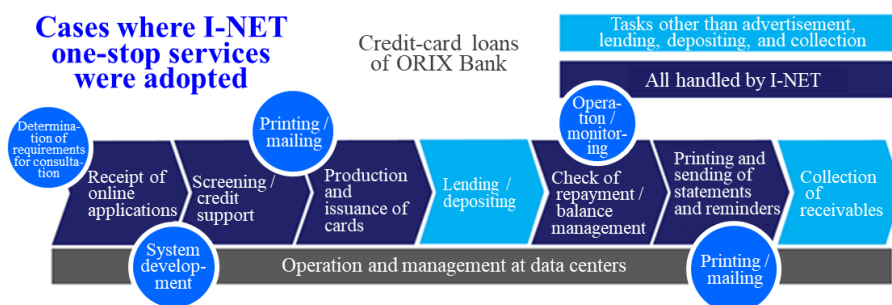 Cases where I-NET
one-stop services
were adopted
Credit-card loans
of ORIX Bank
Tasks other than advertisement,
lending, depositing, and collection
All handled by I-NET
Determina-
tion of
requirements
for consulta-
tion
Printing /
mailing
Opera-
tion /
monitor-
ing
Receipt of
online
applications
Screening /
credit
support
Production
and
issuance of
cards
Lending /
depositing
Check of
repayment /
balance
management
Printing and
sending of
statements
and reminders
Collection
of
receivables
System
develop-
ment
Operation and management at data centers
Printing /
mailing